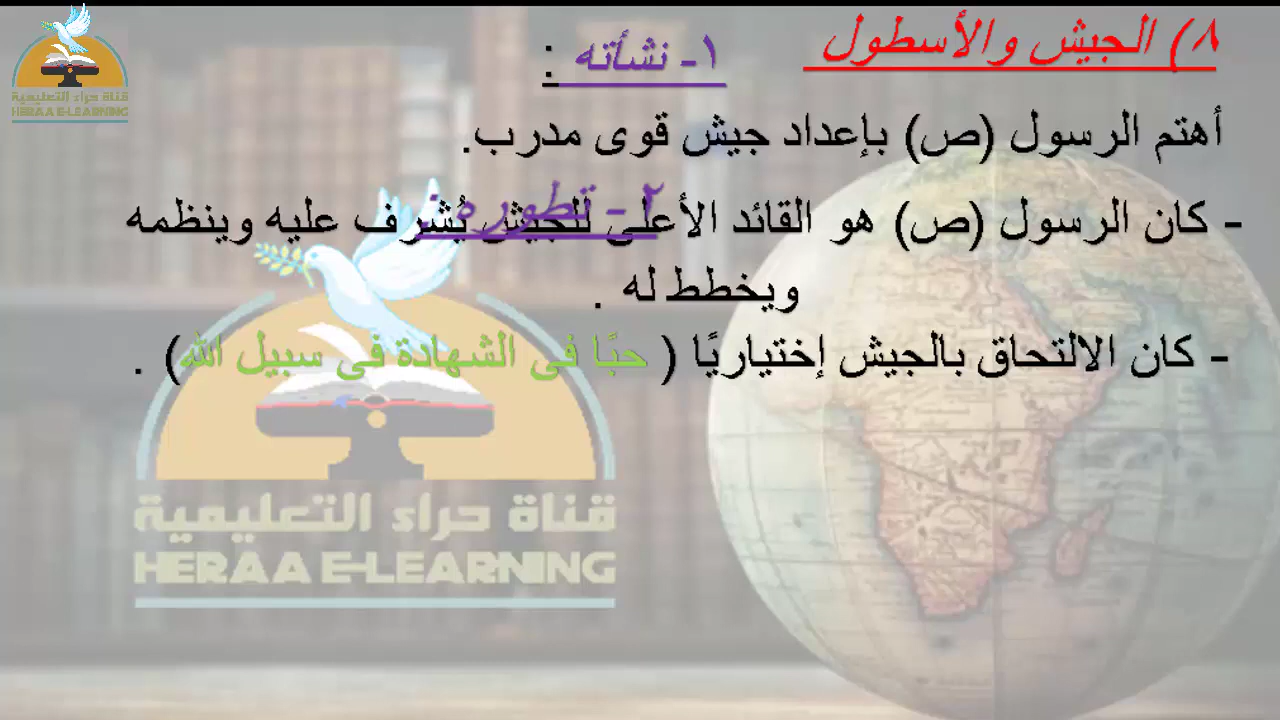 ٨) الجيش والأسطول
١- نشأته :
أهتم الرسول (ص) بإعداد جيش قوى مدرب.
٢ - تطوره :
- كان الرسول (ص) هو القائد الأعلى للجيش يُشرف عليه وينظمه
ويخطط له .
- كان الالتحاق بالجيش إختياريًا ( حبًا فى الشهادة فى سبيل الله) .
قناة حراء التعليمية
HERAA E-LEARNING
قناة حراء التعليمية
HERAA E-LEARNING